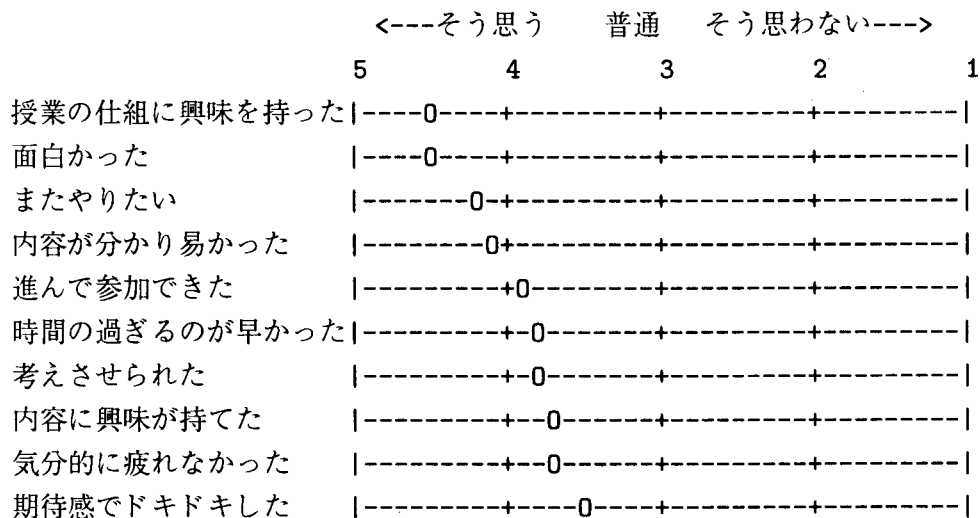 <---そう思う　普通　そう思わない--->
5 4 3 2 1
授業の仕組に興味を持った|----0----+---------+---------+---------|
面白かった |----0----+---------+---------+---------|
またやりたい |-------0-+---------+---------+---------|
内容が分かり易かった |--------0+---------+---------+---------|
進んで参加できた |---------+0--------+---------+---------|
時間の過ぎるのが早かった|---------+-0-------+---------+---------|
考えさせられた |---------+-0-------+---------+---------|
内容に興味が持てた |---------+--0------+---------+---------|
気分的に疲れなかった |---------+--0------+---------+---------|
期待感でドキドキした |---------+----0----+---------+---------|